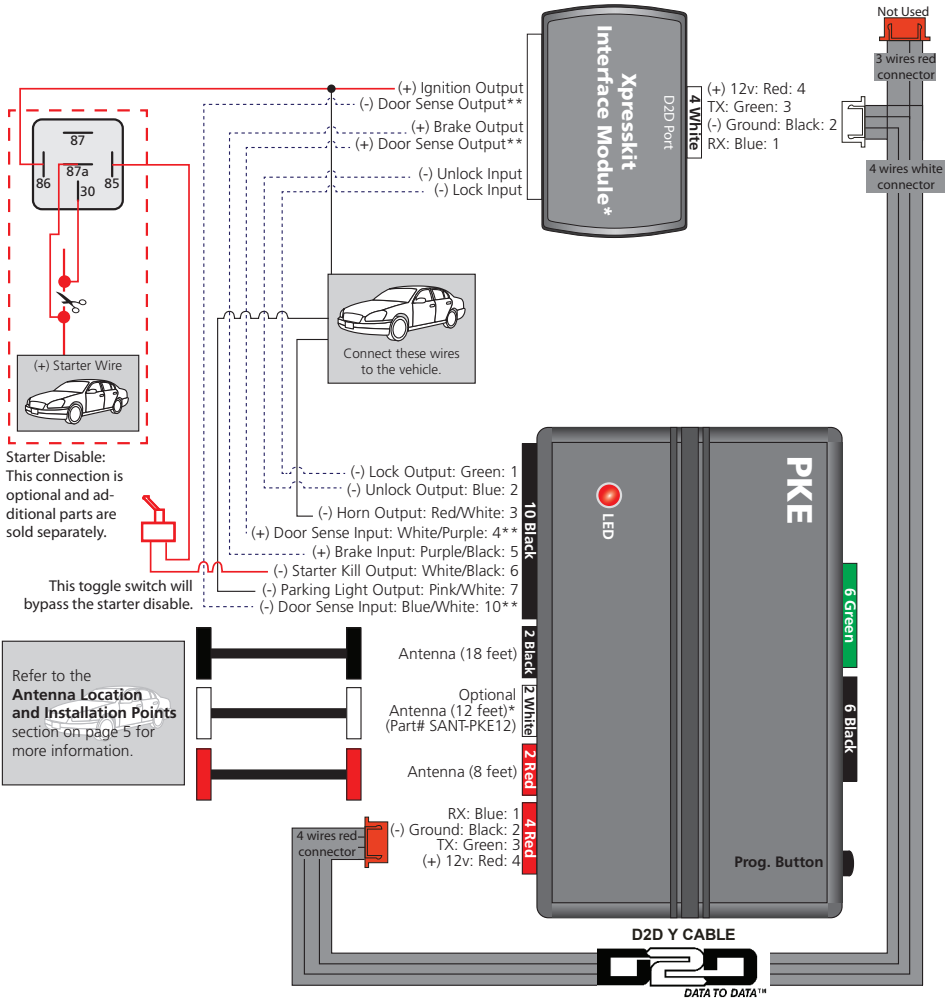 Not Used
3 wires red
connector
4 wires white
connector
(+) Ignition Output
(-) Door Sense Output**
(+) Brake Output
(+) Door Sense Output**
(-) Unlock Input
(-) Lock Input
Xpresskit
Interface Module*
D2D Port
4 White
(+) 12v: Red: 4
TX: Green: 3
(-) Ground: Black: 2
RX: Blue: 1
87
87a
86
30
85
(+) Starter Wire
Starter Disable:
This connection is
optional and ad-
ditional parts are
sold separately.
This toggle switch will
bypass the starter disable.
Connect these wires
to the vehicle.
(-) Lock Output: Green: 1
(-) Unlock Output: Blue: 2
(-) Horn Output: Red/White: 3
(+) Door Sense Input: White/Purple: 4**
(+) Brake Input: Purple/Black: 5
(-) Starter Kill Output: White/Black: 6
(-) Parking Light Output: Pink/White: 7
(-) Door Sense Input: Blue/White: 10**
10 Black
LED
PKE
6 Green
6 Black
Prog. Button
Refer to the
Antenna Location
and Installation Points
section on page 5 for
more information.
Antenna (18 feet)
2 Black
Optional
Antenna (12 feet)*
(Part# SANT-PKE12)
2 White
Antenna (8 feet)
2 Red
RX: Blue: 1
(-) Ground: Black: 2
TX: Green: 3
(+) 12v: Red: 4
4 Red
4 wires red
connector
D2D Y CABLE
D2D
DATA TO DATA™